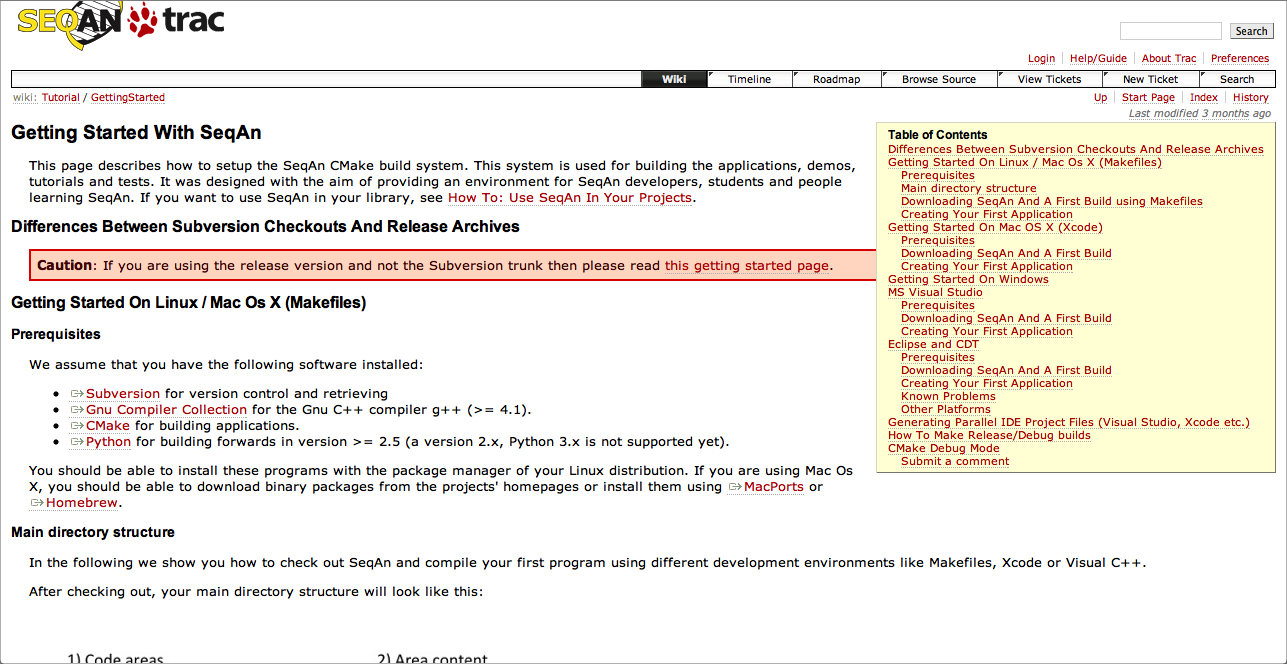 SEQAN trac
Search
Login Help/Guide About Trac Preferences
Wiki Timeline Roadmap Browse Source View Tickets New Ticket Search
wiki: Tutorial / GettingStarted
Up Start Page Index History
Last modified 3 months ago
Getting Started With SeqAn
This page describes how to setup the SeqAn CMake build system. This system is used for building the applications, demos,
tutorials and tests. It was designed with the aim of providing an environment for SeqAn developers, students and people
learning SeqAn. If you want to use SeqAn in your library, see How To: Use SeqAn In Your Projects.
Differences Between Subversion Checkouts And Release Archives
Caution: If you are using the release version and not the Subversion trunk then please read this getting started page.
Getting Started On Linux / Mac Os X (Makefiles)
Prerequisites
We assume that you have the following software installed:
Subversion for version control and retrieving
Gnu Compiler Collection for the Gnu C++ compiler g++ (>= 4.1).
CMake for building applications.
Python for building forwards in version >= 2.5 (a version 2.x, Python 3.x is not supported yet).
You should be able to install these programs with the package manager of your Linux distribution. If you are using Mac Os
X, you should be able to download binary packages from the projects' homepages or install them using MacPorts or
Homebrew.
Main directory structure
In the following we show you how to check out SeqAn and compile your first program using different development environments like Makefiles, Xcode or Visual C++.
After checking out, your main directory structure will look like this:
1) Code areas 2) Area content
Table of Contents
Differences Between Subversion Checkouts And Release Archives
Getting Started On Linux / Mac Os X (Makefiles)
Prerequisites
Main directory structure
Downloading SeqAn And A First Build using Makefiles
Creating Your First Application
Getting Started On Mac OS X (Xcode)
Prerequisites
Downloading SeqAn And A First Build
Creating Your First Application
Getting Started On Windows
MS Visual Studio
Prerequisites
Downloading SeqAn And A First Build
Creating Your First Application
Eclipse and CDT
Prerequisites
Downloading SeqAn And A First Build
Creating Your First Application
Known Problems
Other Platforms
Generating Parallel IDE Project Files (Visual Studio, Xcode etc.)
How To Make Release/Debug builds
CMake Debug Mode
Submit a comment